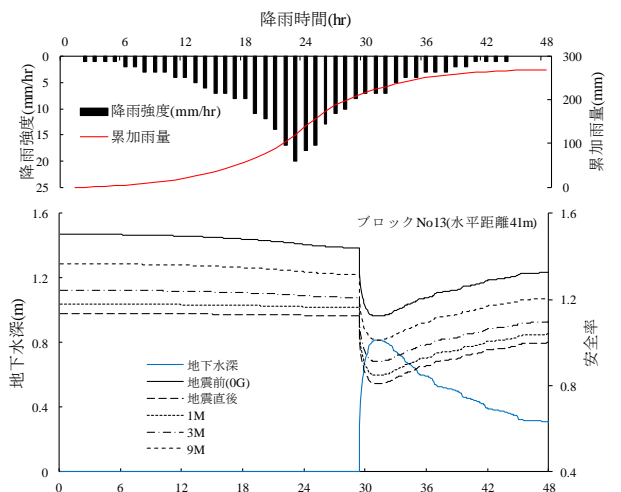 降雨時間(hr)
0 6 12 18 24 30 36 42 48
0
5
10
15
20
25
降雨強度(mm/hr)
降雨強度(mm/hr)
累加雨量
300
200
100
0
累加雨量(mm)
ブロックNo13(水平距離41m)
1.6
1.2
0.8
0.4
0
地下水深(m)
地下水深
地震前(0G)
地震直後
1M
3M
9M
1.6
1.2
0.8
0.4
安全率
0 6 12 18 24 30 36 42 48